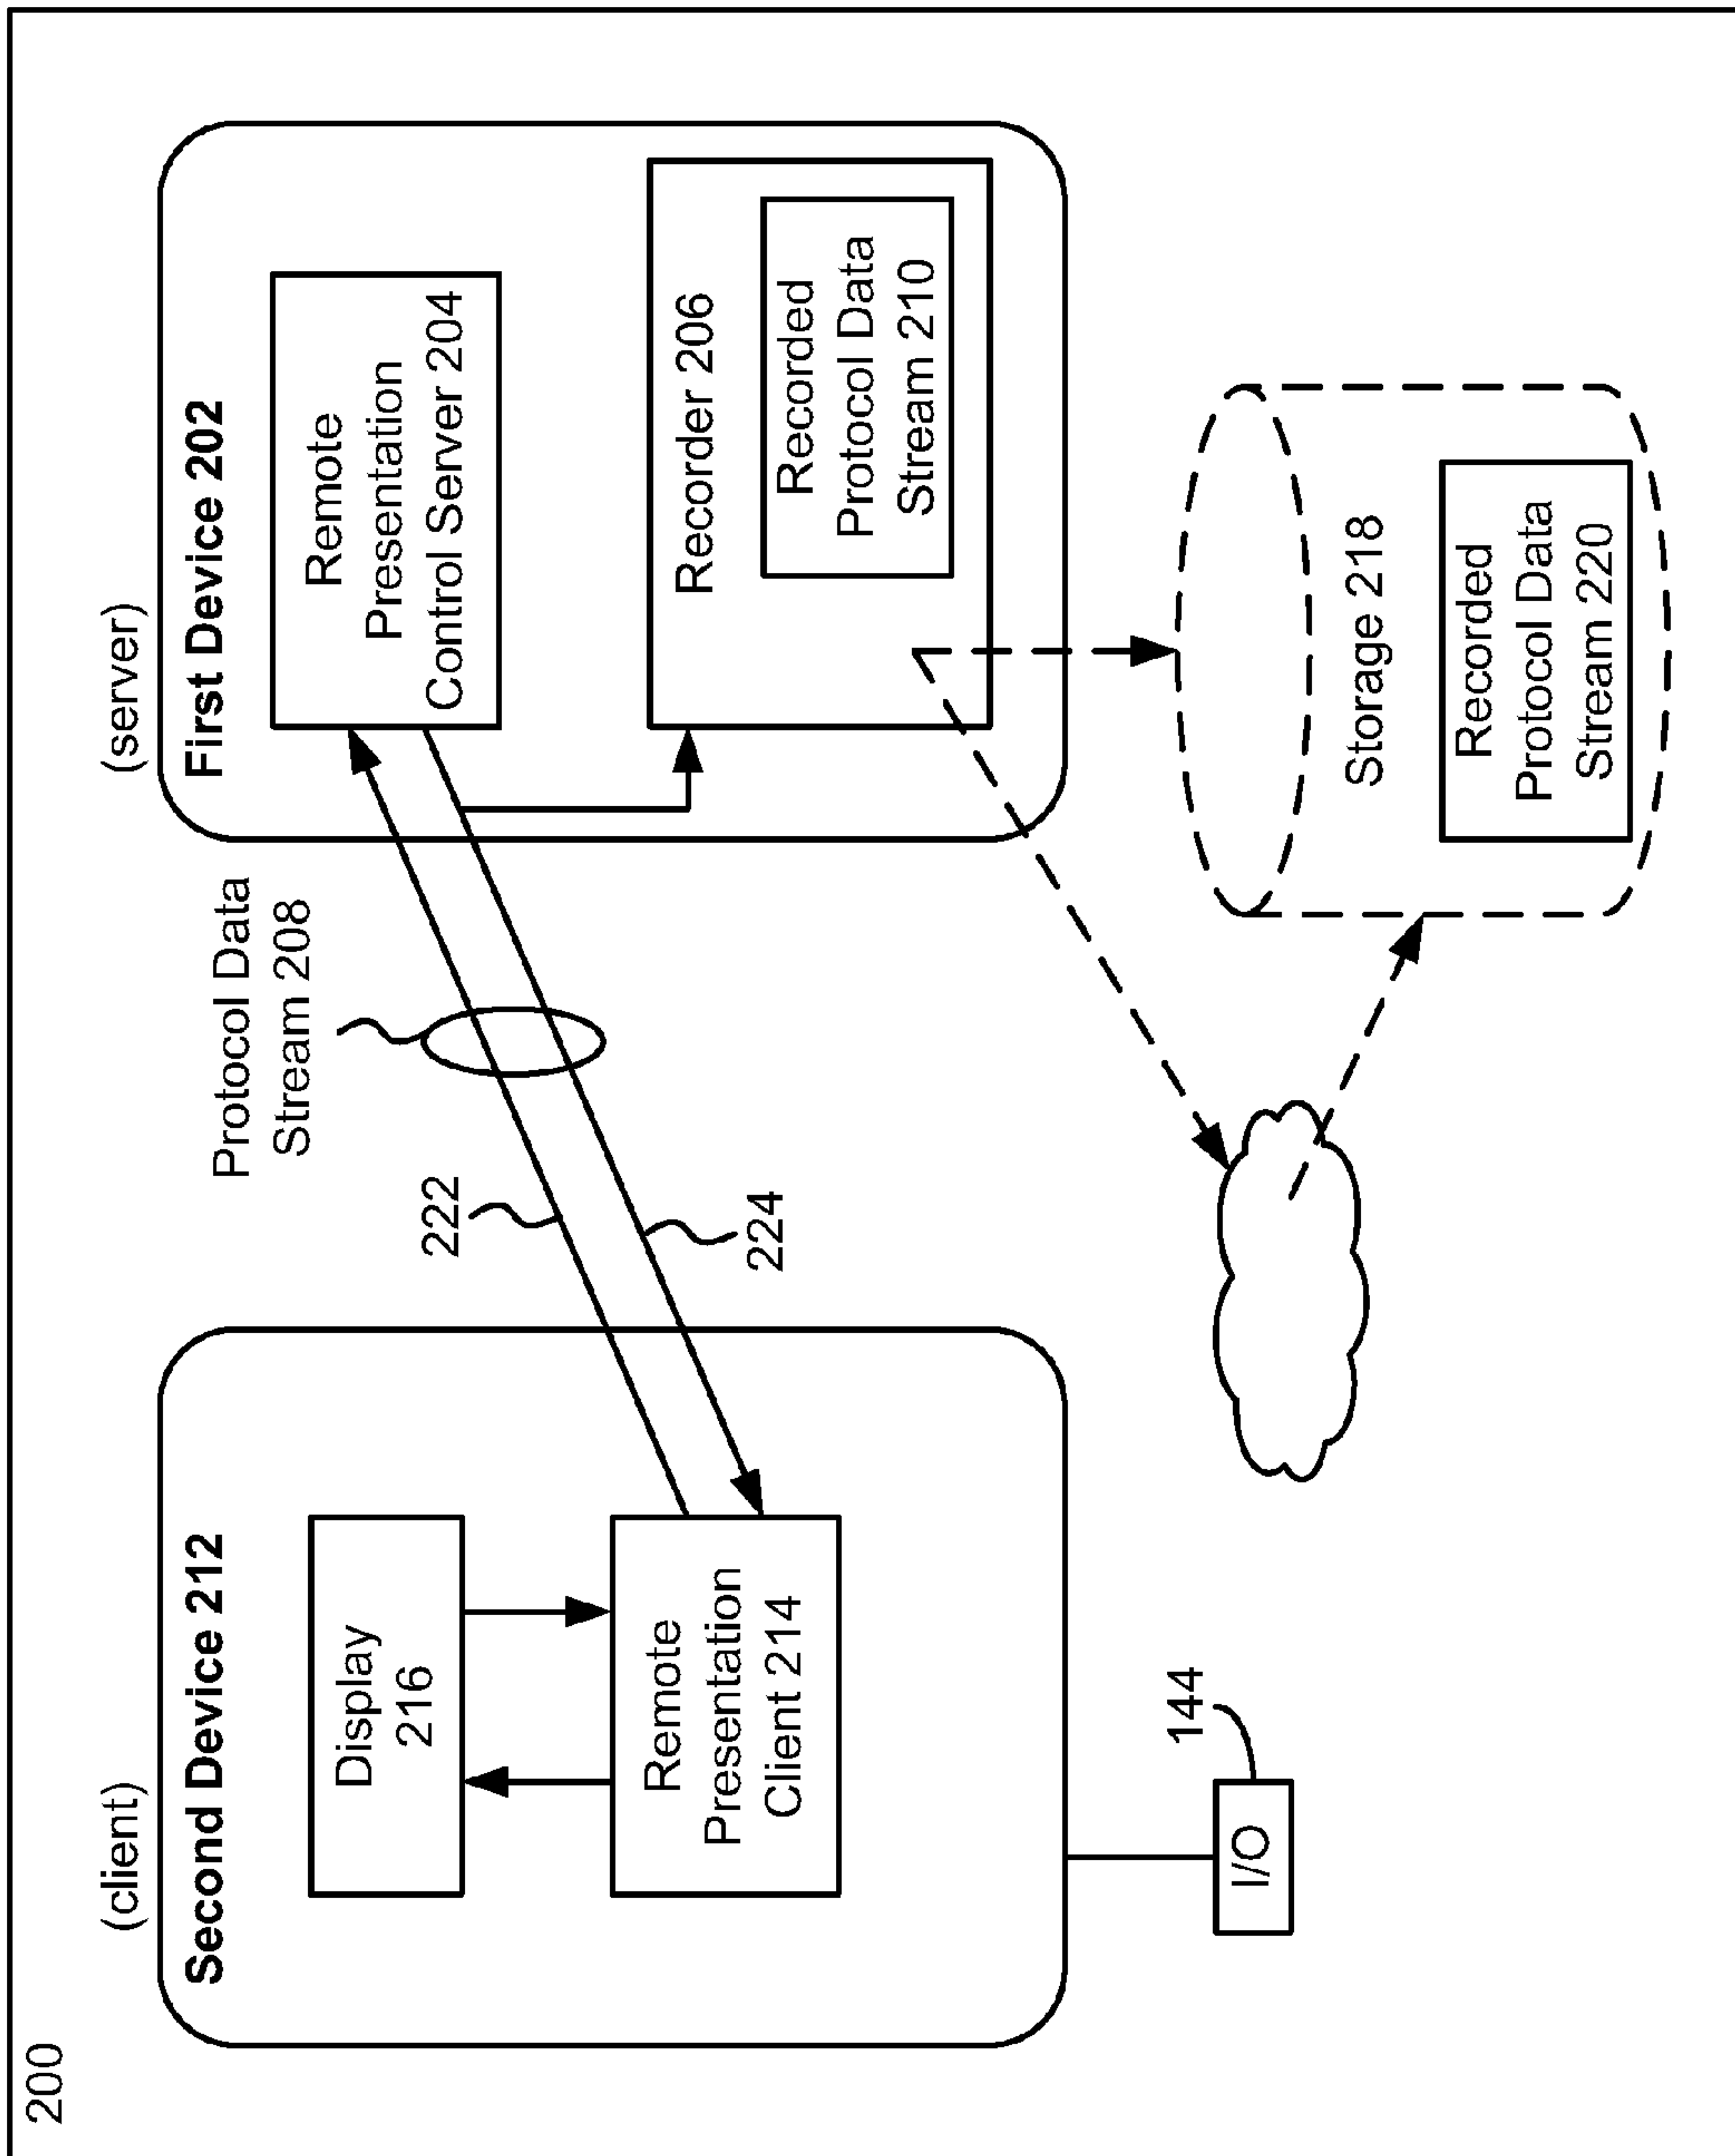 200
(client)
Second Device 212
Display
216
Remote
Presentation
Client 214
I/O
144
222
224
Protocol Data
Stream 208
(server)
First Device 202
Remote
Presentation
Control Server 204
Recorder 206
Recorded
Protocol Data
Stream 210
Storage 218
Recorded
Protocol Data
Stream 220